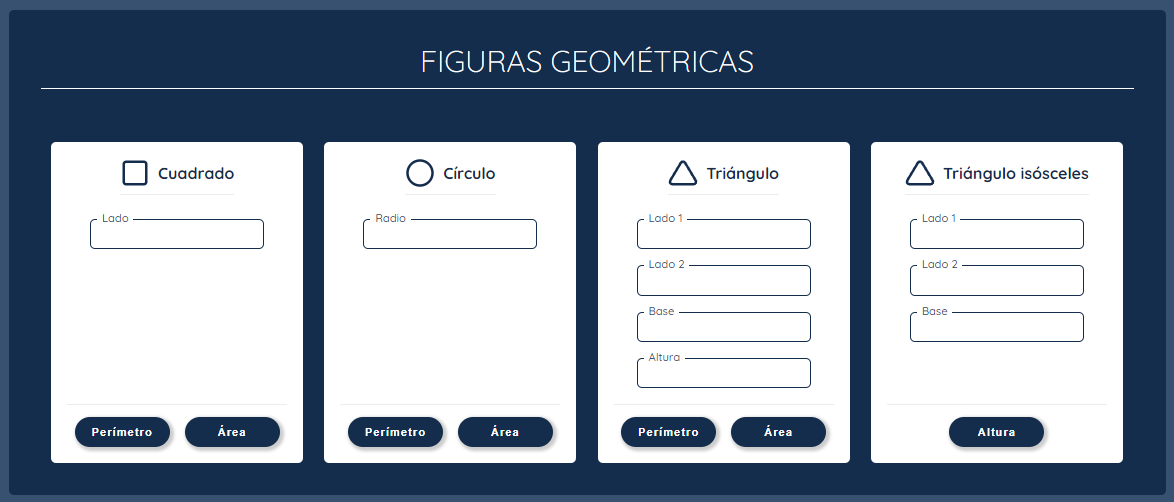 FIGURAS GEOMÉTRICAS
Cuadrado
Lado
Perímetro
Área
Círculo
Radio
Perímetro
Área
Triángulo
Lado 1
Lado 2
Base
Altura
Perímetro
Área
Triángulo isósceles
Lado 1
Lado 2
Base
Altura